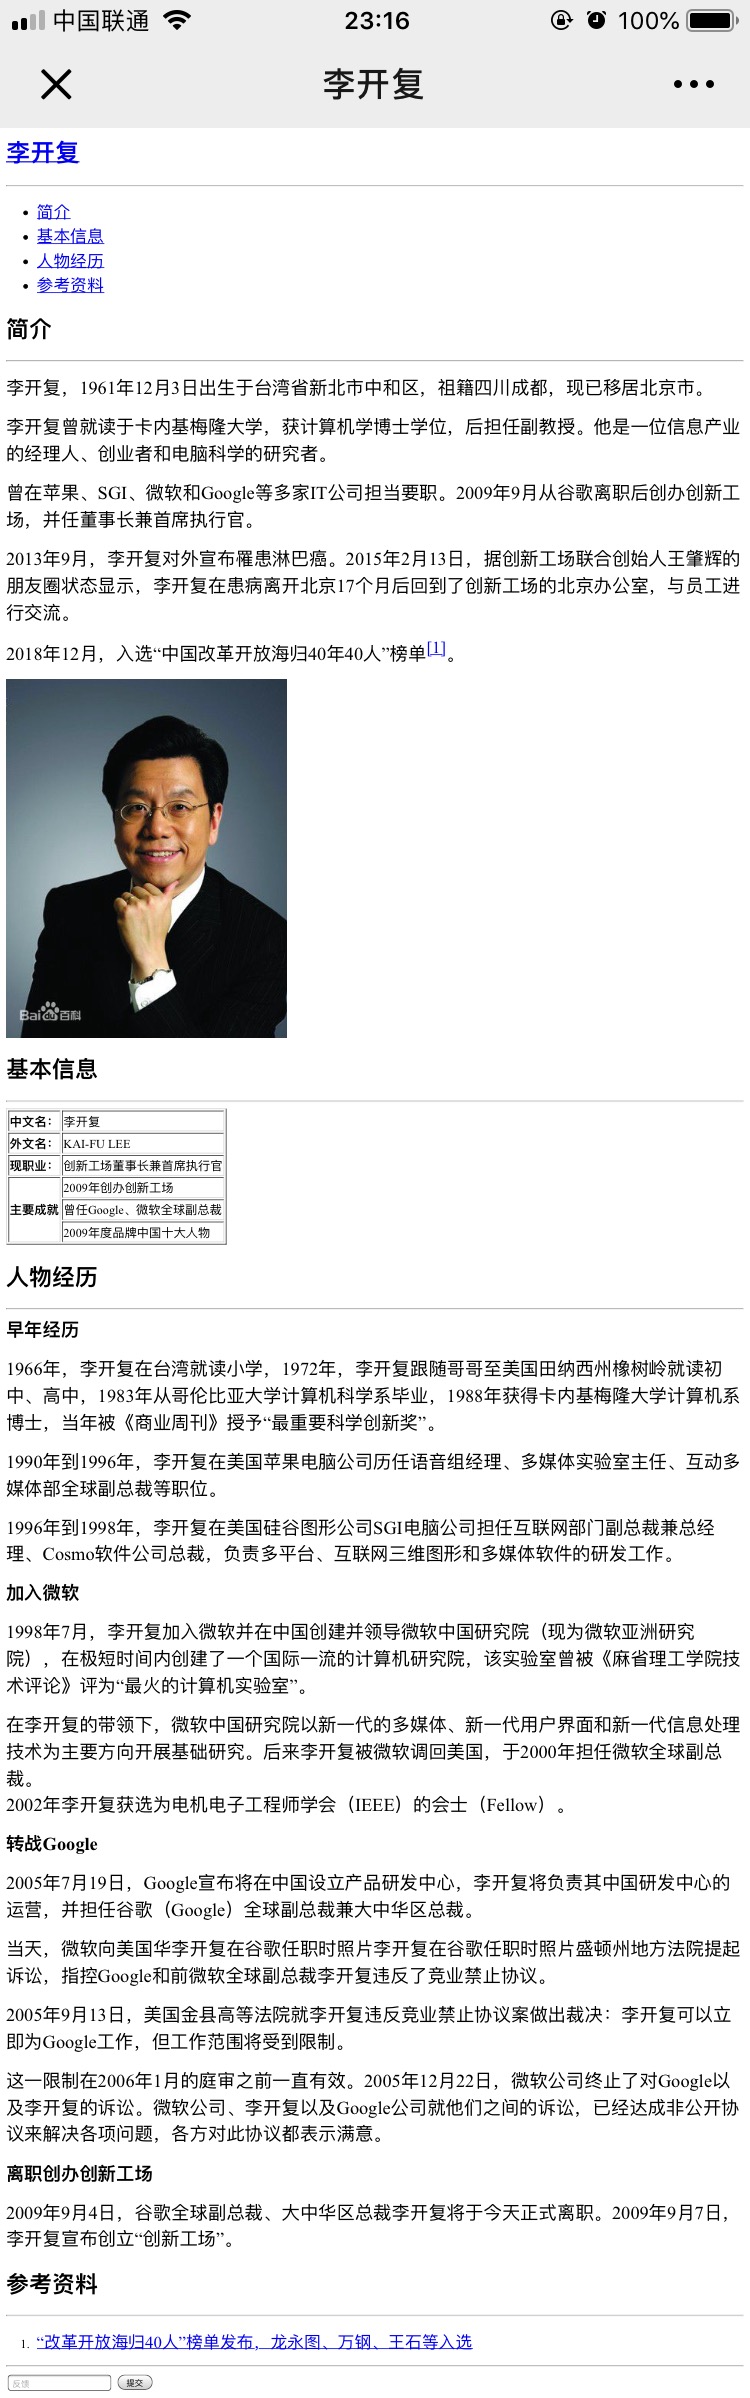 中国联通 23:16 100%
李开复
李开复
简介
基本信息
人物经历
参考资料
简介
李开复，1961年12月3日出生于台湾省新北市中和区，祖籍四川成都，现已移居北京市。
李开复曾就读于卡内基梅隆大学，获计算机学博士学位，后担任副教授。他是一位信息产业
的经理人、创业者和电脑科学的研究者。
曾在苹果、SGI、微软和Google等多家IT公司担当要职。2009年9月从谷歌离职后创办创新工
场，并任董事长兼首席执行官。
2013年9月，李开复对外宣布罹患淋巴癌。2015年2月13日，据创新工场联合创始人王肇辉的
朋友圈状态显示，李开复在患病离开北京17个月后回到了创新工场的北京办公室，与员工进
行交流。
2018年12月，入选“中国改革开放海归40年40人”榜单[1]。
Bai du 百科
基本信息
中文名： 李开复
外文名： KAI-FU LEE
现职业： 创新工场董事长兼首席执行官
2009年创办创新工场
主要成就 曾任Google、微软全球副总裁
2009年度品牌中国十大人物
人物经历
早年经历
1966年，李开复在台湾就读小学，1972年，李开复跟随哥哥至美国田纳西州橡树岭就读初
中、高中，1983年从哥伦比亚大学计算机科学系毕业，1988年获得卡内基梅隆大学计算机系
博士，当年被《商业周刊》授予“最重要科学创新奖”。
1990年到1996年，李开复在美国苹果电脑公司历任语音组经理、多媒体实验室主任、互动多
媒体部全球副总裁等职位。
1996年到1998年，李开复在美国硅谷图形公司SGI电脑公司担任互联网部门副总裁兼总经
理、Cosmo软件公司总裁，负责多平台、互联网三维图形和多媒体软件的研发工作。
加入微软
1998年7月，李开复加入微软并在中国创建并领导微软中国研究院（现为微软亚洲研究
院），在极短时间内创建了一个国际一流的计算机研究院，该实验室曾被《麻省理工学院技
术评论》评为“最火的计算机实验室”。
在李开复的带领下，微软中国研究院以新一代的多媒体、新一代用户界面和新一代信息处理
技术为主要方向开展基础研究。后来李开复被微软调回美国，于2000年担任微软全球副总
裁。
2002年李开复获选为电机电子工程师学会（IEEE）的会士（Fellow）。
转战Google
2005年7月19日，Google宣布将在中国设立产品研发中心，李开复将负责其中国研发中心的
运营，并担任谷歌（Google）全球副总裁兼大中华区总裁。
当天，微软向美国华李开复在谷歌任职时照片李开复在谷歌任职时照片盛顿州地方法院提起
诉讼，指控Google和前微软全球副总裁李开复违反了竞业禁止协议。
2005年9月13日，美国金县高等法院就李开复违反竞业禁止协议案做出裁决：李开复可以立
即为Google工作，但工作范围将受到限制。
这一限制在2006年1月的庭审之前一直有效。2005年12月22日，微软公司终止了对Google以
及李开复的诉讼。微软公司、李开复以及Google公司就他们之间的诉讼，已经达成非公开协
议来解决各项问题，各方对此协议都表示满意。
离职创办创新工场
2009年9月4日，谷歌全球副总裁、大中华区总裁李开复将于今天正式离职。2009年9月7日，
李开复宣布创立“创新工场”。
参考资料
1. “改革开放海归40人”榜单发布，龙永图、万钢、王石等入选
反馈 提交